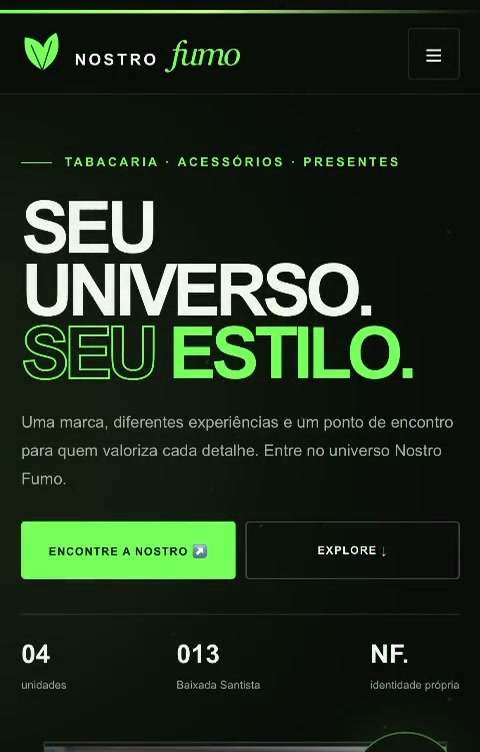 NOSTRO fumo
TABACARIA · ACESSÓRIOS · PRESENTES
SEU
UNIVERSO.
SEU ESTILO.
Uma marca, diferentes experiências e um ponto de encontro
para quem valoriza cada detalhe. Entre no universo Nostro
Fumo.
ENCONTRE A NOSTRO ↗
EXPLORE ↓
04 013 NF.
unidades Baixada Santista identidade própria